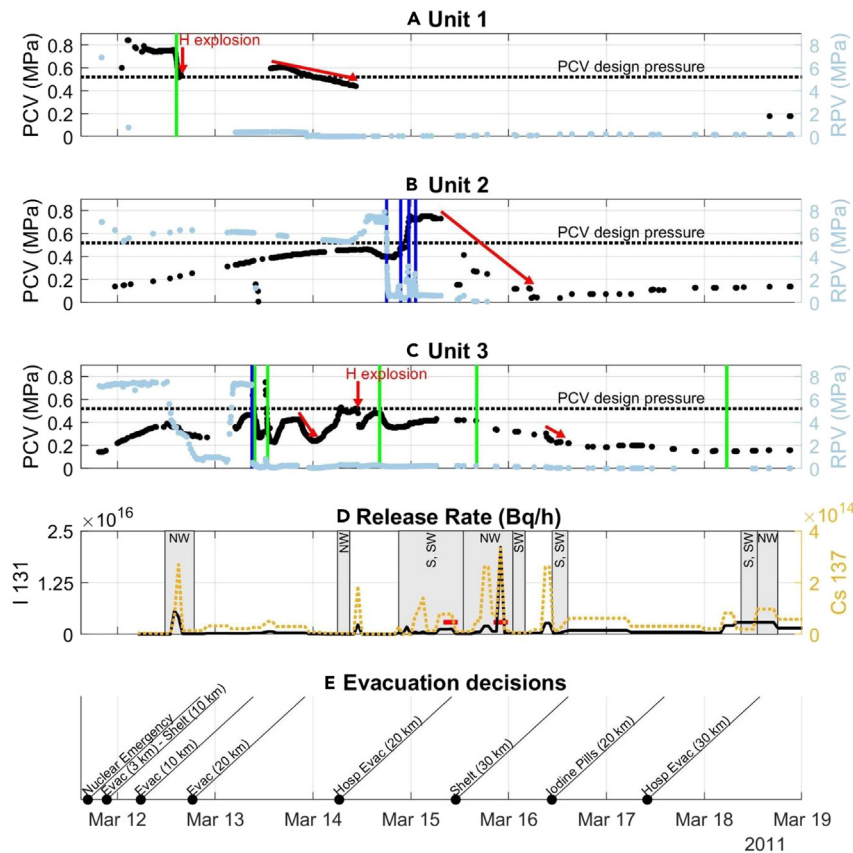 A Unit 1
H explosion
PCV design pressure
PCV (MPa)
0.8
0.6
0.4
0.2
0
RPV (MPa)
8
6
4
2
0
B Unit 2
PCV design pressure
PCV (MPa)
0.8
0.6
0.4
0.2
0
RPV (MPa)
8
6
4
2
0
C Unit 3
H explosion
PCV design pressure
PCV (MPa)
0.8
0.6
0.4
0.2
0
RPV (MPa)
8
6
4
2
0
D Release Rate (Bq/h)
× 10^16
× 10^14
I 131
2.5
1.25
0
NW
NW
S, SW
NW
SW
S, SW
S, SW
NW
Cs 137
4
2
0
E Evacuation decisions
Nuclear Emergency
Evac (3 km) - Shelt (10 km)
Evac (10 km)
Evac (20 km)
Hosp Evac (20 km)
Shelt (30 km)
Iodine Pills (20 km)
Hosp Evac (30 km)
Mar 12 Mar 13 Mar 14 Mar 15 Mar 16 Mar 17 Mar 18 Mar 19
2011